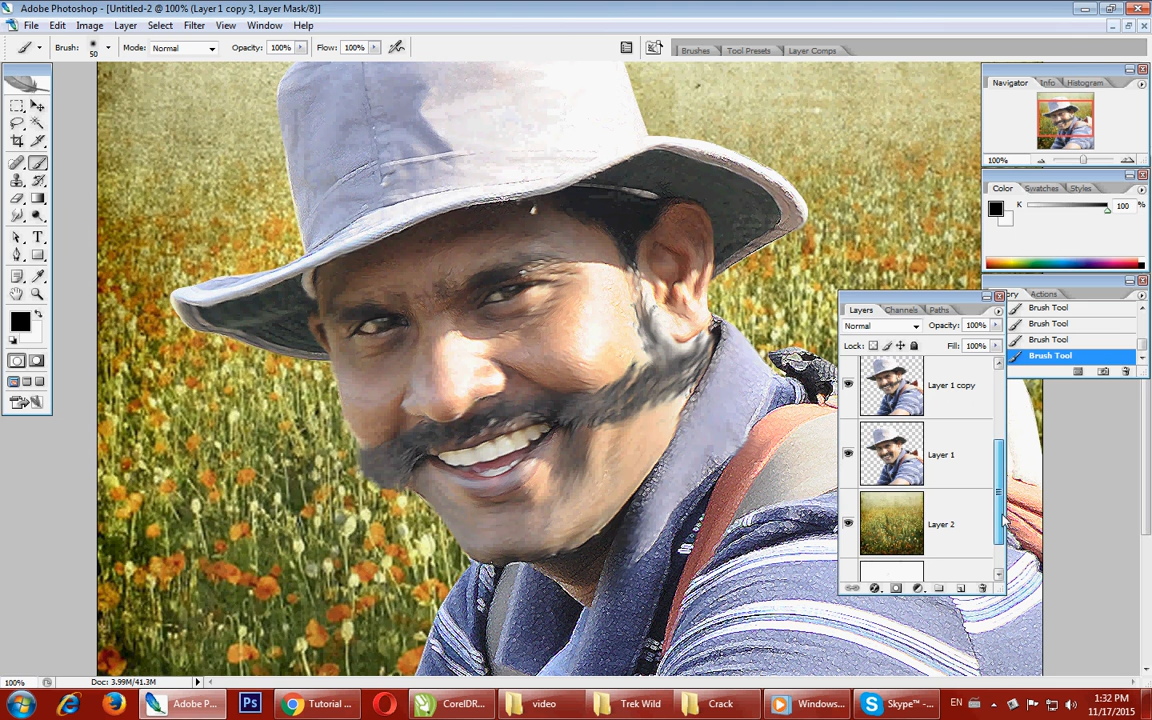 Adobe Photoshop - [Untitled-2 @ 100% (Layer 1 copy 3, Layer Mask/8)]
File Edit Image Layer Select Filter View Window Help
Brush: 50 Mode: Normal Opacity: 100% Flow: 100% Brushes Tool Presets Layer Comps
Navigator Info Histogram
100%
Color Swatches Styles
K 100 %
ory Actions
Brush Tool
Brush Tool
Brush Tool
Brush Tool
Layers Channels Paths
Normal Opacity: 100%
Lock: Fill: 100%
Layer 1 copy
Layer 1
Layer 2
100% Doc: 3.99M/41.3M
Adobe P... Ps Tutorial ... CorelDR... video Trek Wild Crack Windows... Skype™ -... EN
1:32 PM
11/17/2015